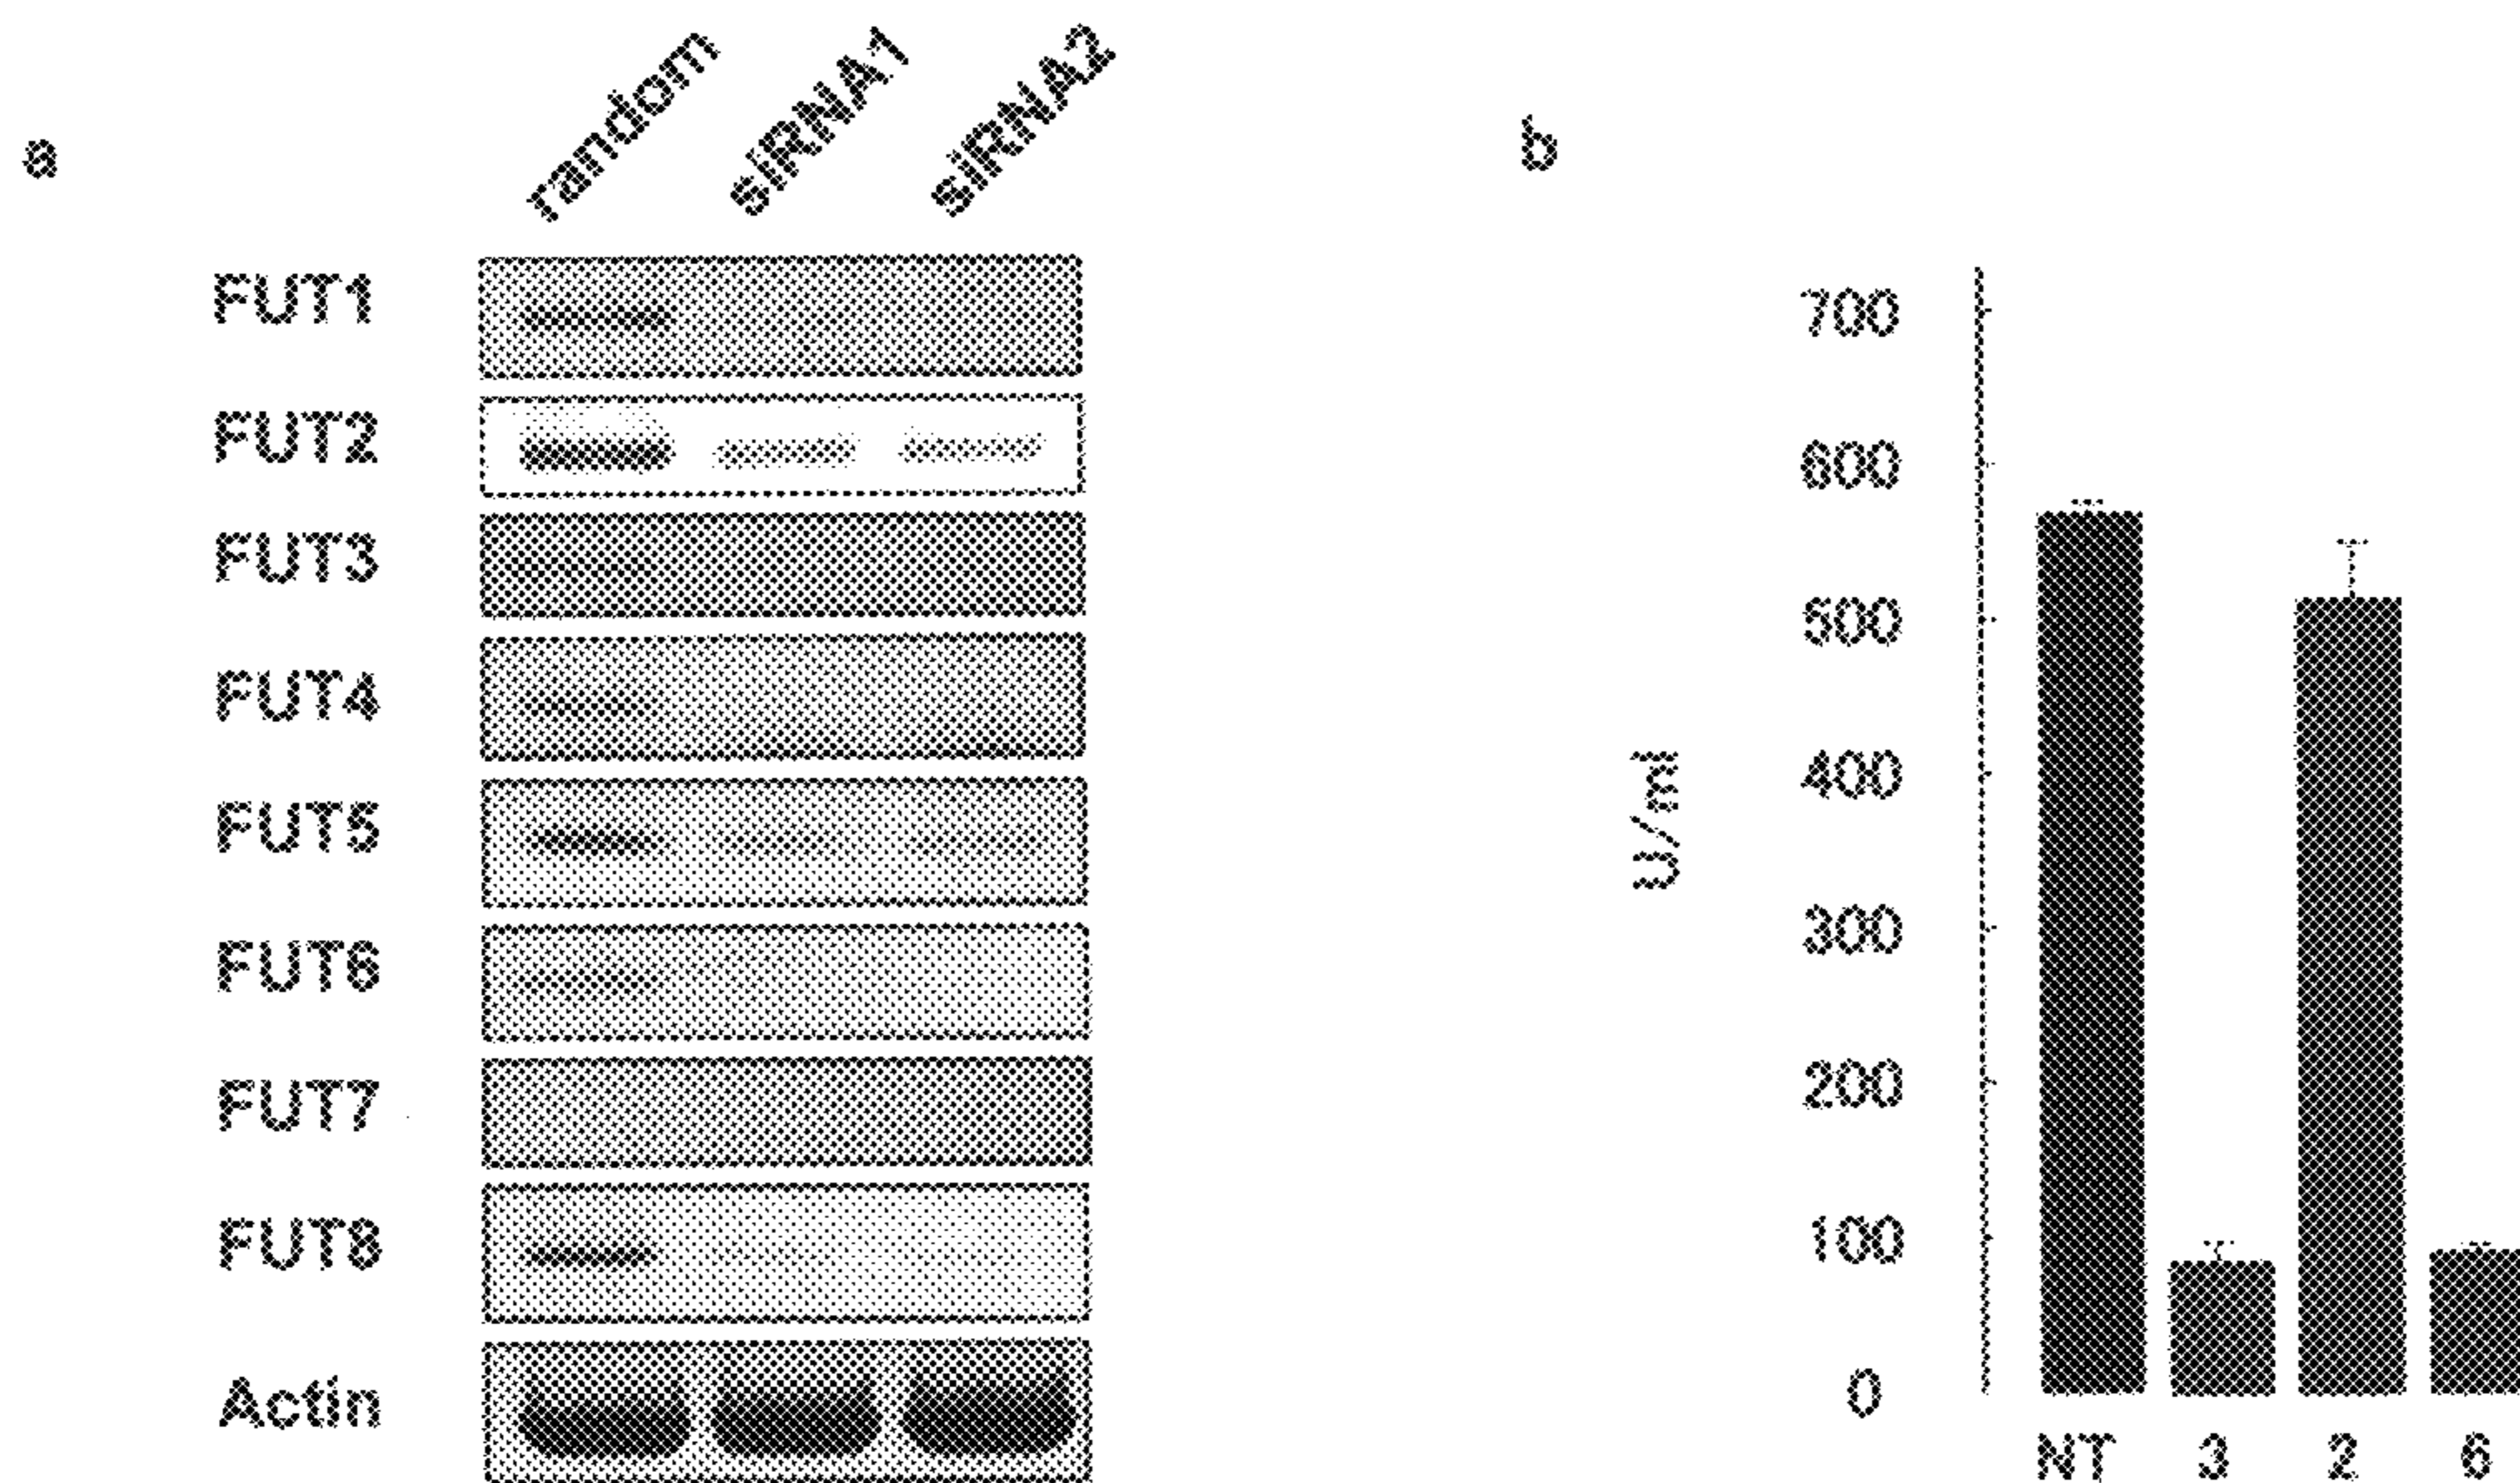 a
random siRNA1 siRNA2
FUT1
FUT2
FUT3
FUT4
FUT5
FUT6
FUT7
FUT8
Actin
b
U/ml
700
600
500
400
300
200
100
0
NT 3 2 6